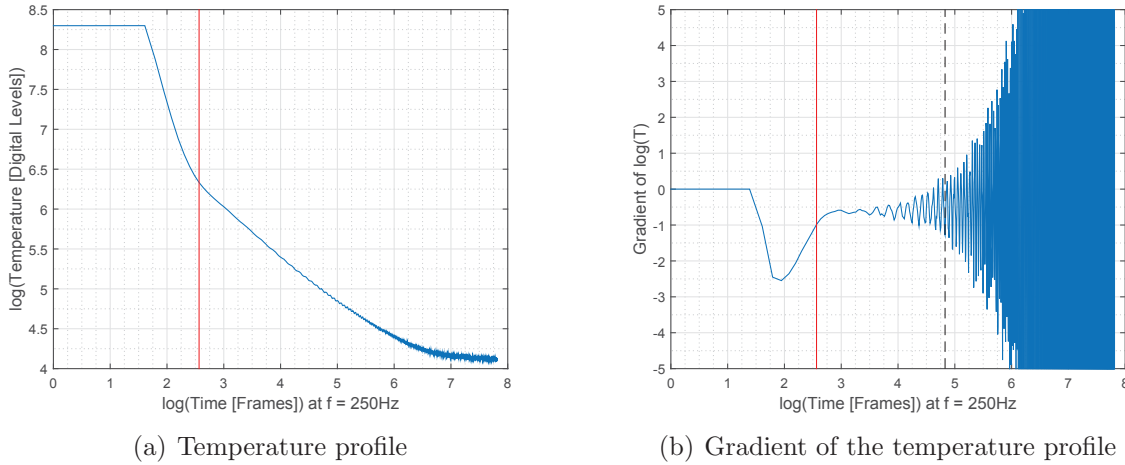 8.5
8
7.5
7
6.5
6
5.5
5
4.5
4
log(Temperature [Digital Levels])
0 1 2 3 4 5 6 7 8
log(Time [Frames]) at f = 250Hz
(a) Temperature profile
5
4
3
2
1
0
-1
-2
-3
-4
-5
Gradient of log(T)
0 1 2 3 4 5 6 7 8
log(Time [Frames]) at f = 250Hz
(b) Gradient of the temperature profile